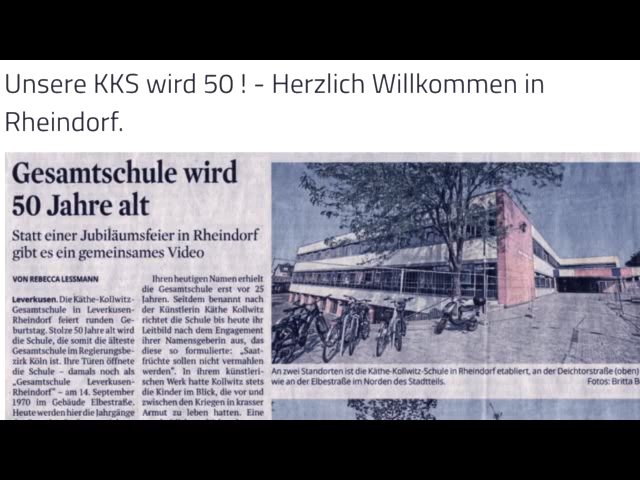 Unsere KKS wird 50 ! - Herzlich Willkommen in
Rheindorf.
Gesamtschule wird
50 Jahre alt
Statt einer Jubiläumsfeier in Rheindorf
gibt es ein gemeinsames Video
VON REBECCA LESSMANN
Leverkusen. Die Käthe-Kollwitz-
Gesamtschule in Leverkusen-
Rheindorf feiert runden Ge-
burtstag. Stolze 50 Jahre alt wird
die Schule, die somit die älteste
Gesamtschule im Regierungsbe-
zirk Köln ist. Ihre Türen öffnete
die Schule – damals noch als
„Gesamtschule Leverkusen-
Rheindorf“ – am 14. September
1970 im Gebäude Elbestraße.
Heute werden hier die Jahrgänge
Ihren heutigen Namen erhielt
die Gesamtschule erst vor 25
Jahren. Seitdem benannt nach
der Künstlerin Käthe Kollwitz
richtet die Schule bis heute ihr
Leitbild nach dem Engagement
ihrer Namensgeberin aus, das
diese so formulierte: „Saat-
früchte sollen nicht vermahlen
werden“. In ihrem künstleri-
schen Werk hatte Kollwitz stets
die Kinder im Blick, die vor und
zwischen den Kriegen in krasser
Armut zu leben hatten. Eine
An zwei Standorten ist die Käthe-Kollwitz-Schule in Rheindorf etabliert, an der Deichtorstraße (oben)
wie an der Elbestraße im Norden des Stadtteils. Fotos: Britta B